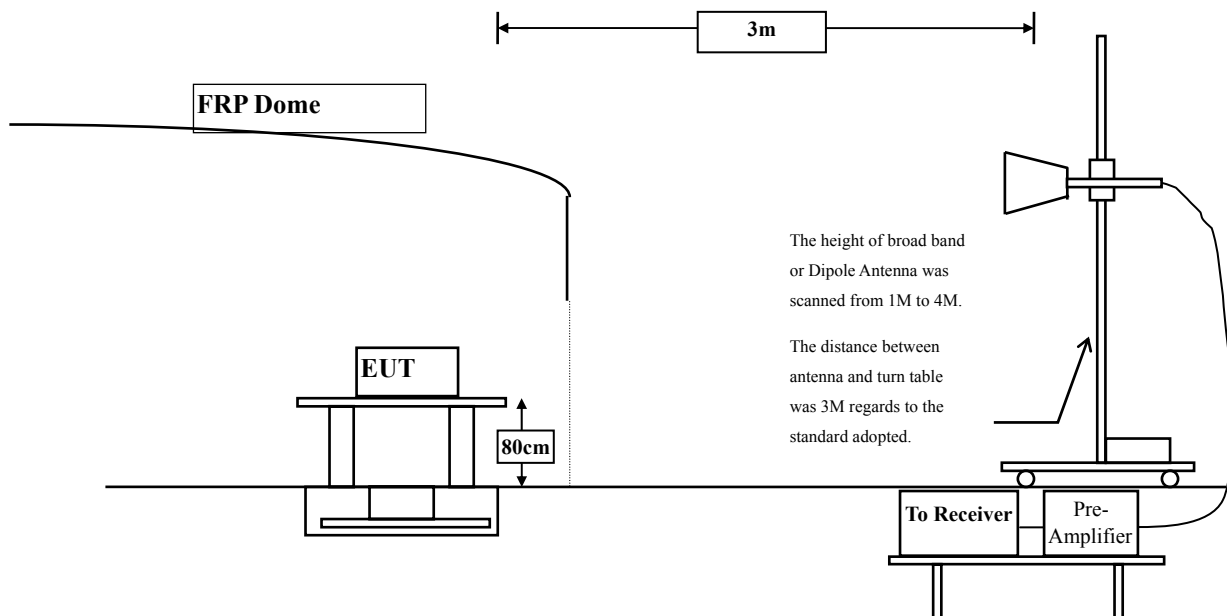 3m
FRP Dome
The height of broad band
or Dipole Antenna was
scanned from 1M to 4M.
The distance between
antenna and turn table
was 3M regards to the
standard adopted.
EUT
80cm
To Receiver
Pre-
Amplifier